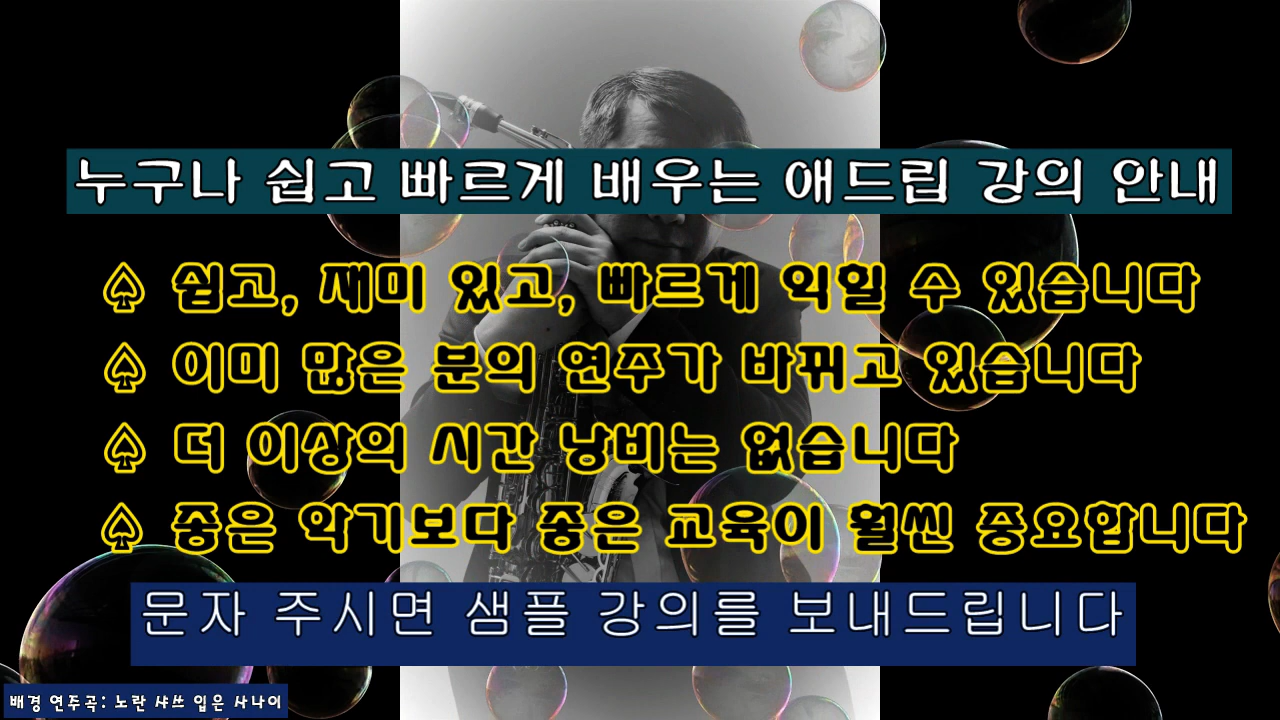 누구나 쉽고 빠르게 배우는 애드립 강의 안내
♠ 쉽고, 재미 있고, 빠르게 익힐 수 있습니다
♠ 이미 많은 분의 연주가 바뀌고 있습니다
♠ 더 이상의 시간 낭비는 없습니다
♠ 좋은 악기보다 좋은 교육이 훨씬 중요합니다
문자 주시면 샘플 강의를 보내드립니다
배경 연주곡: 노란 샤쓰 입은 사나이